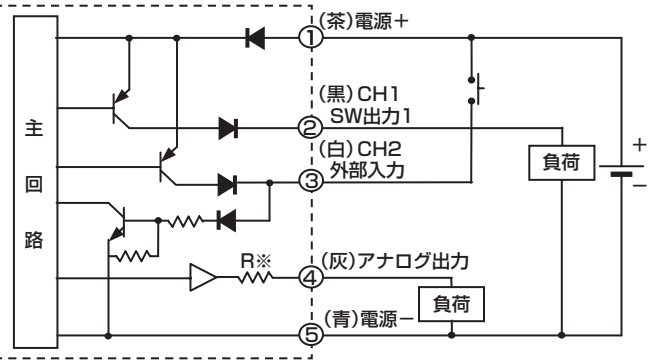 ①
(茶)電源＋
(黒)CH1
②
SW出力1
(白)CH2
③
外部入力
主
回
路
負荷
＋
−
R※
④
(灰)アナログ出力
負荷
⑤
(青)電源−